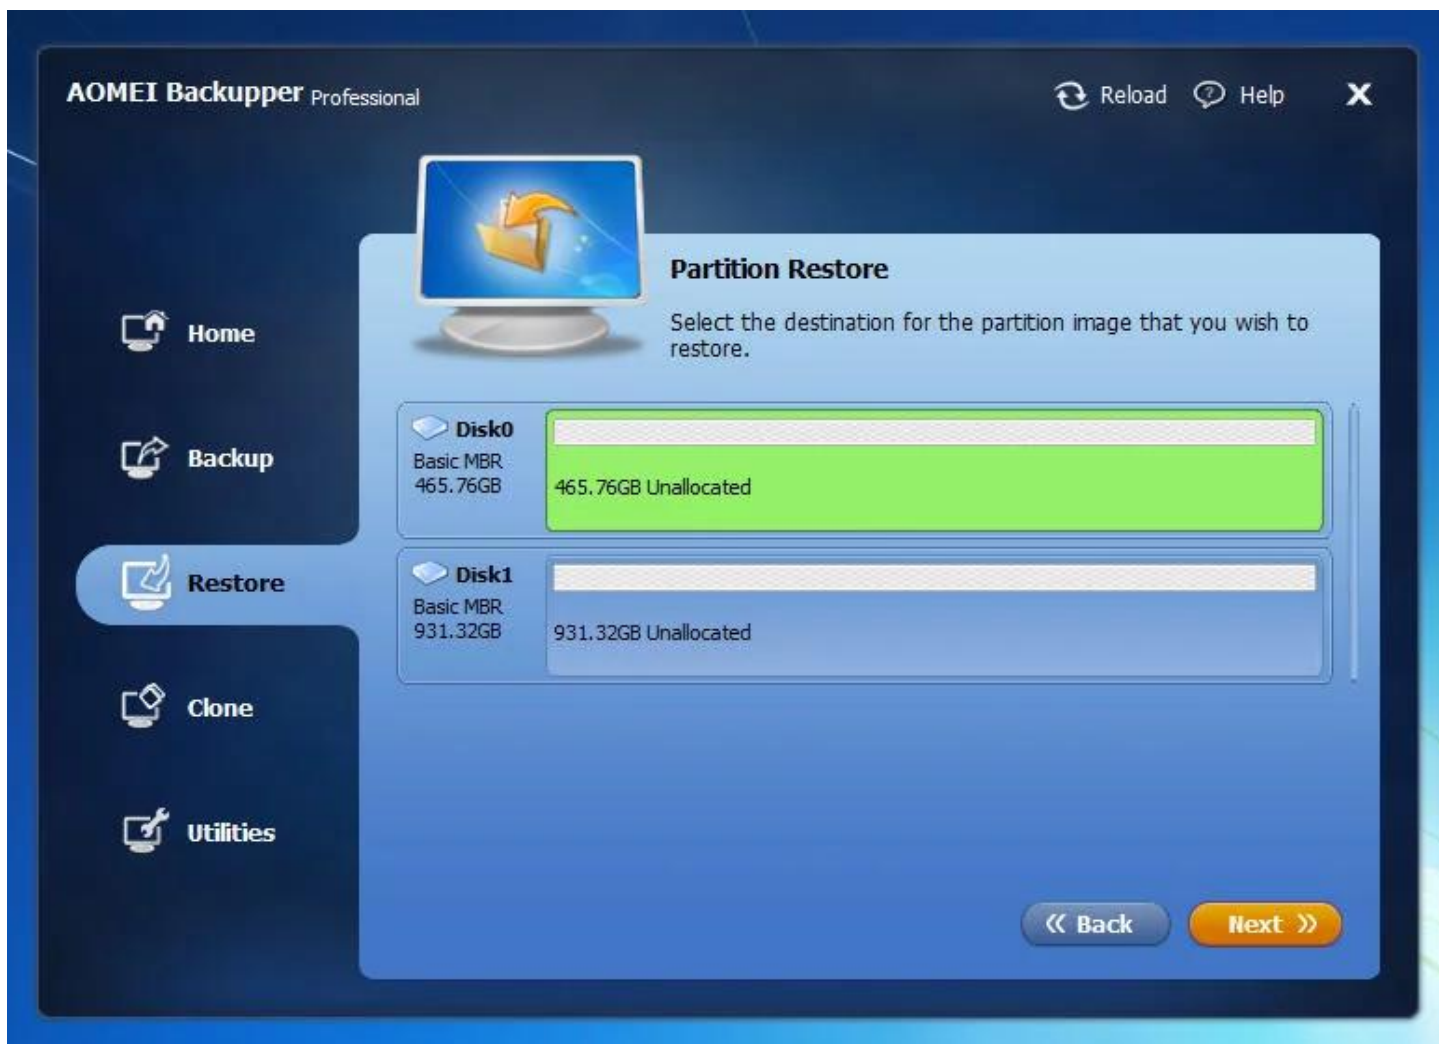 AOMEI Backupper Professional
Reload
Help
X
Partition Restore
Select the destination for the partition image that you wish to
restore.
Home
Backup
Restore
Clone
Utilities
Disk0
Basic MBR
465.76GB
465.76GB Unallocated
Disk1
Basic MBR
931.32GB
931.32GB Unallocated
Back
Next